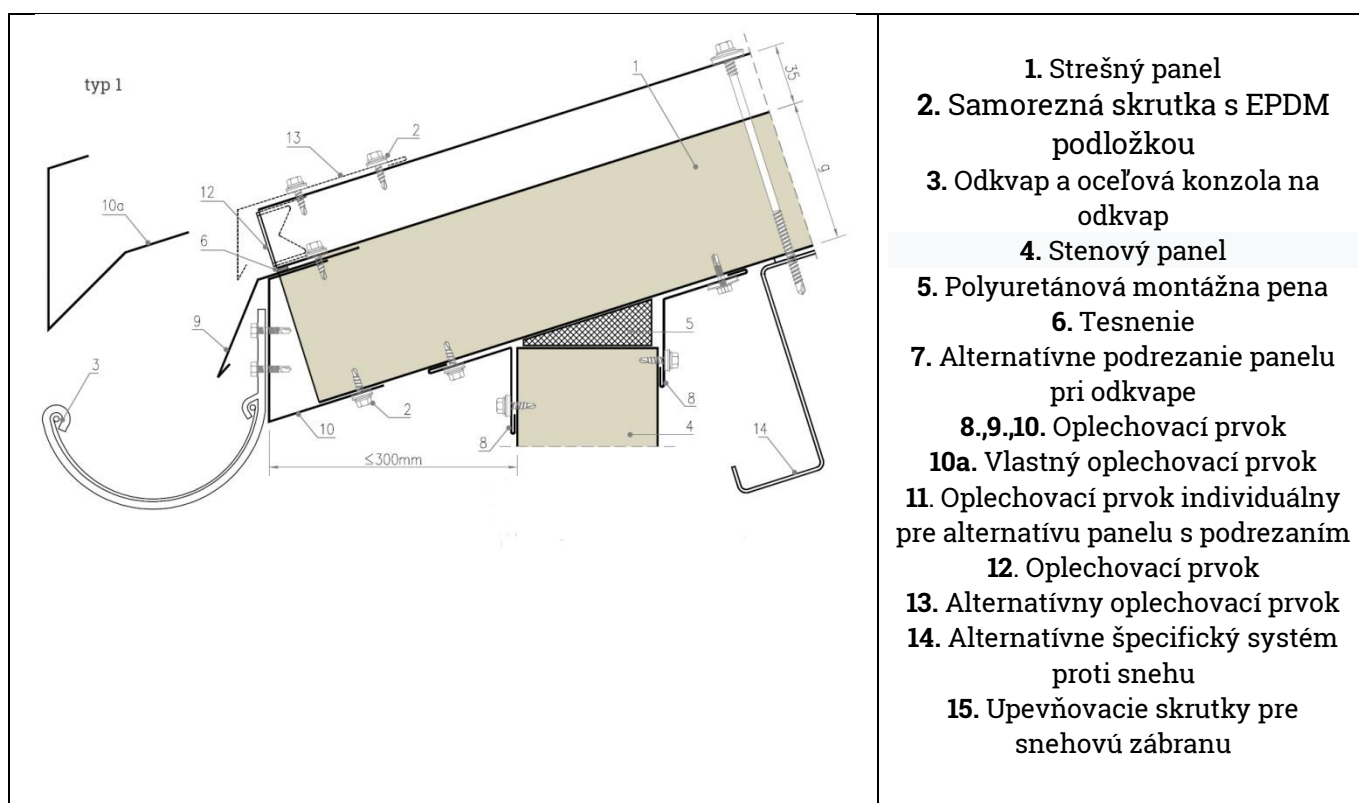 typ 1
1
35
2
13
g
12
10a
6
9
5
3
2
8
10
8
4
14
≤300mm
1. Strešný panel
2. Samorezná skrutka s EPDM
podložkou
3. Odkvap a oceľová konzola na
odkvap
4. Stenový panel
5. Polyuretánová montážna pena
6. Tesnenie
7. Alternatívne podrezanie panelu
pri odkvape
8.,9.,10. Oplechovací prvok
10a. Vlastný oplechovací prvok
11. Oplechovací prvok individuálny
pre alternatívu panelu s podrezaním
12. Oplechovací prvok
13. Alternatívny oplechovací prvok
14. Alternatívne špecifický systém
proti snehu
15. Upevňovacie skrutky pre
snehovú zábranu